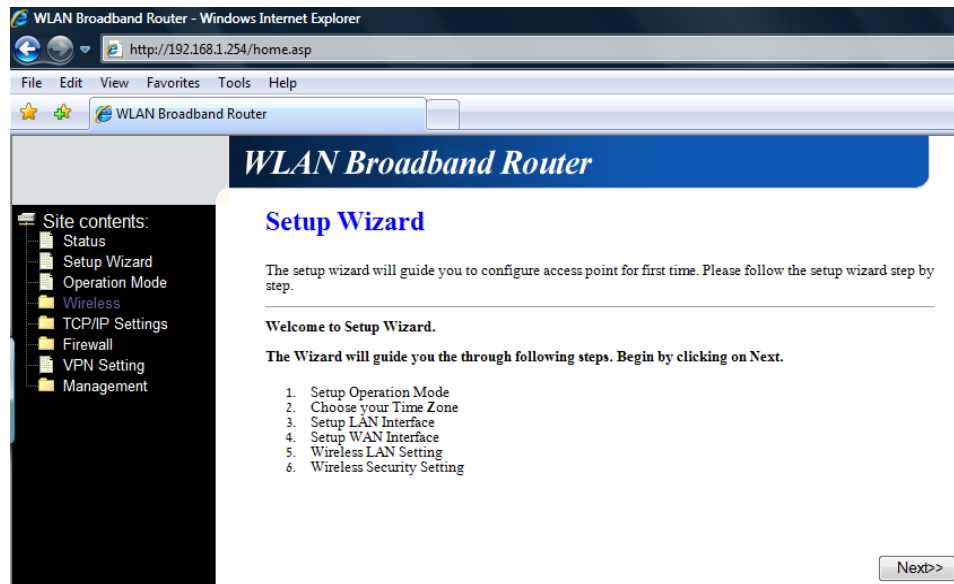 WLAN Broadband Router - Windows Internet Explorer
http://192.168.1.254/home.asp
File Edit View Favorites Tools Help
WLAN Broadband Router
WLAN Broadband Router
Site contents:
Status
Setup Wizard
Operation Mode
Wireless
TCP/IP Settings
Firewall
VPN Setting
Management
Setup Wizard
The setup wizard will guide you to configure access point for first time. Please follow the setup wizard step by
step.
Welcome to Setup Wizard.
The Wizard will guide you the through following steps. Begin by clicking on Next.
1. Setup Operation Mode
2. Choose your Time Zone
3. Setup LAN Interface
4. Setup WAN Interface
5. Wireless LAN Setting
6. Wireless Security Setting
Next>>